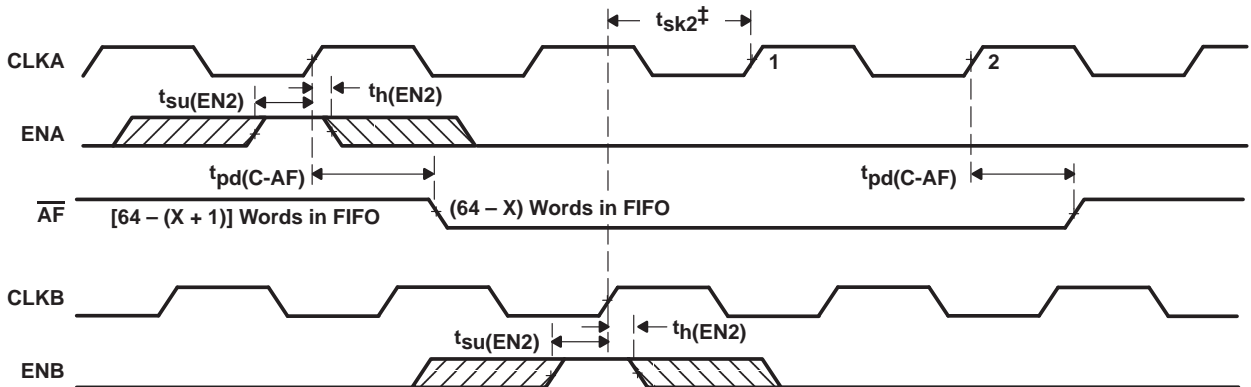 tsk2‡
CLKA
1
2
tsu(EN2)
th(EN2)
ENA
tpd(C-AF)
tpd(C-AF)
AF
[64 – (X + 1)] Words in FIFO
(64 – X) Words in FIFO
CLKB
tsu(EN2)
th(EN2)
ENB